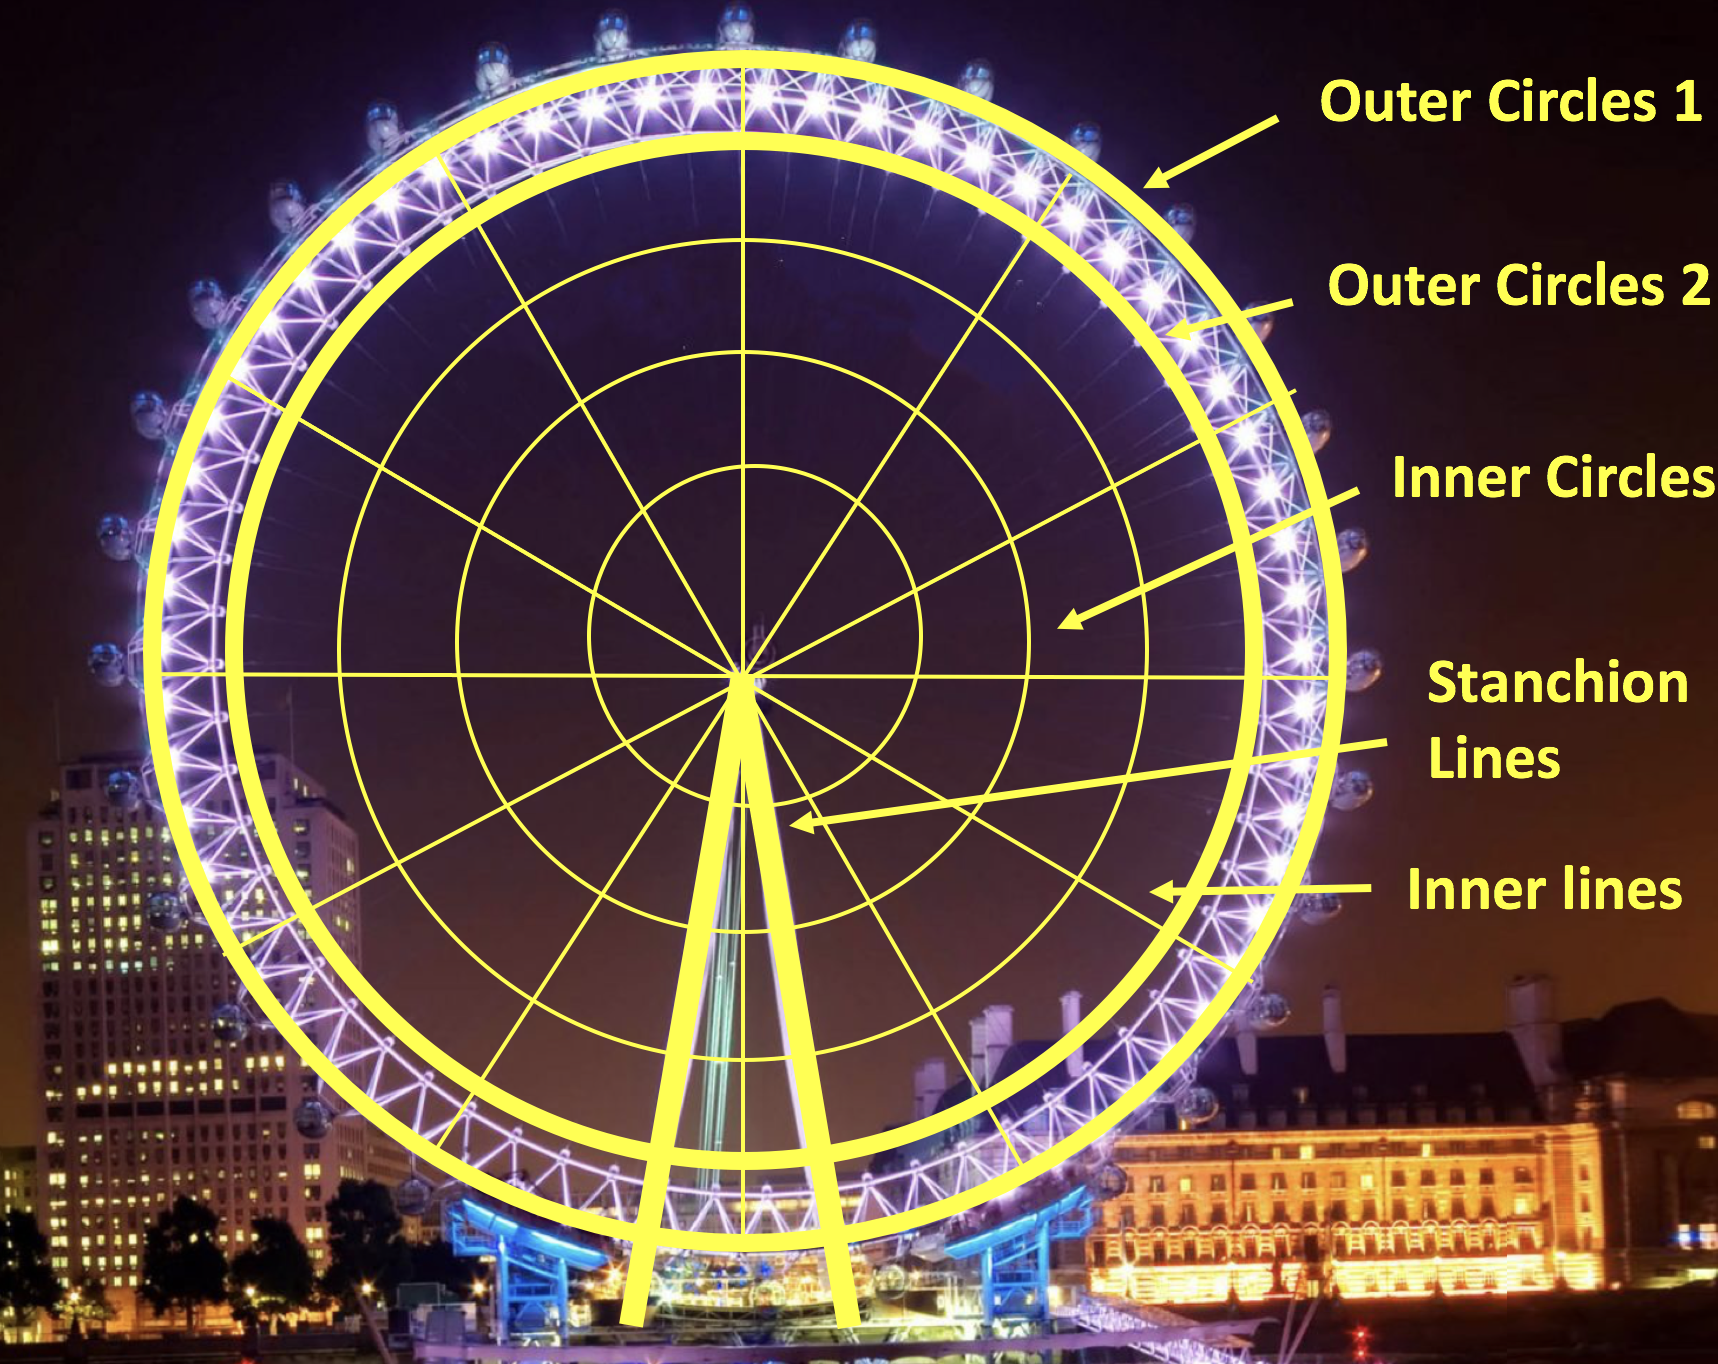 Outer Circles 1
Outer Circles 2
Inner Circles
Stanchion
Lines
Inner lines